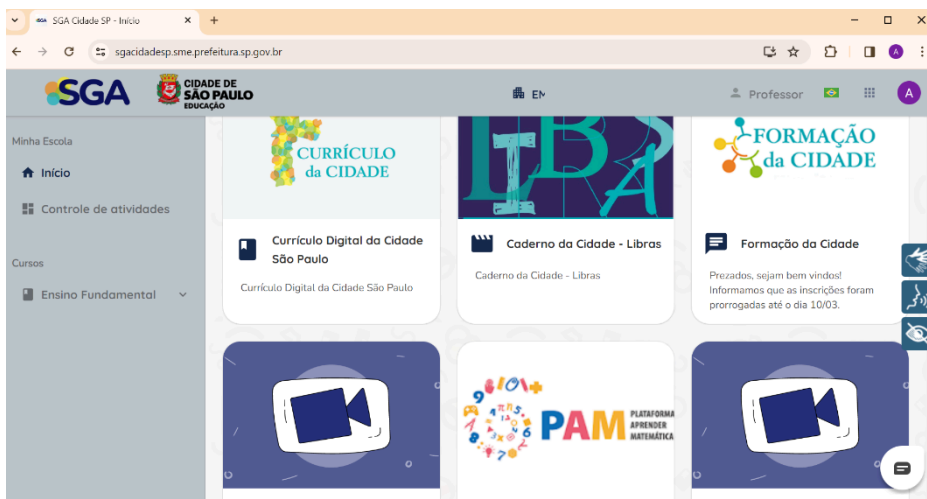 SGA Cidade SP - Início
sgacidadesp.sme.prefeitura.sp.gov.br
A
SGA
CIDADE DE
SÃO PAULO
EDUCAÇÃO
EM
Professor
A
Minha Escola
Início
Controle de atividades
Cursos
Ensino Fundamental
CURRÍCULO
da CIDADE
LIBRAS
FORMAÇÃO
da CIDADE
Currículo Digital da Cidade
São Paulo
Currículo Digital da Cidade São Paulo
Caderno da Cidade - Libras
Caderno da Cidade - Libras
Formação da Cidade
Prezados, sejam bem vindos!
Informamos que as inscrições foram
prorrogadas até o dia 10/03.
PAM
PLATAFORMA
APRENDER
MATEMÁTICA